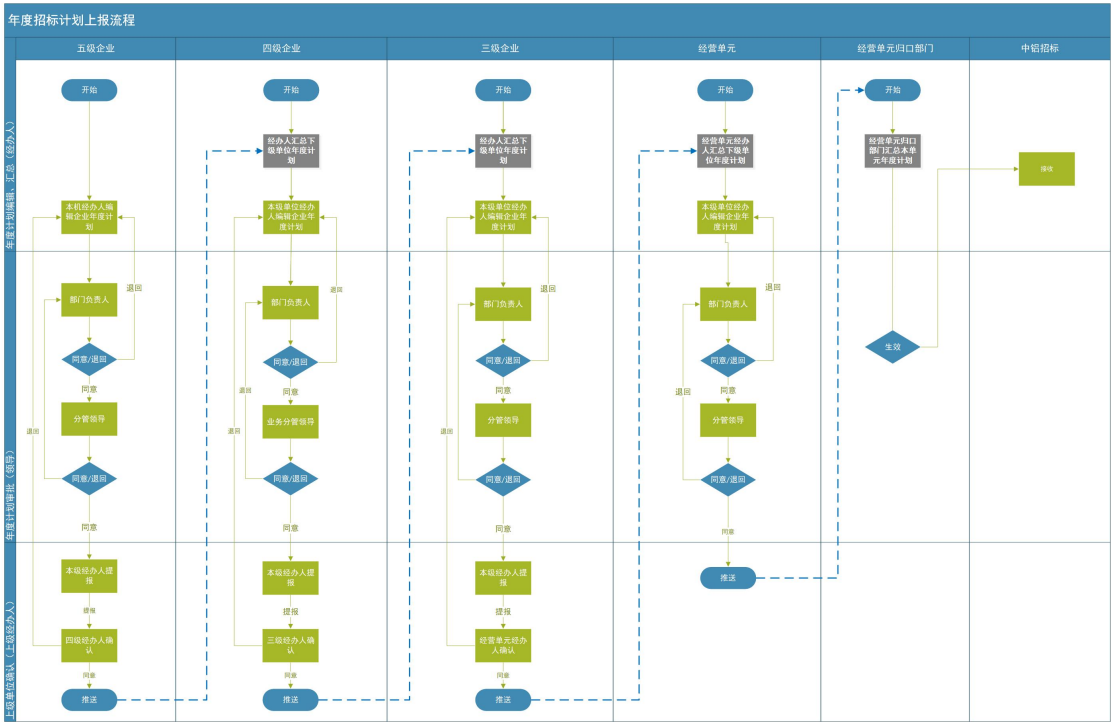 年度招标计划上报流程
五级企业
四级企业
三级企业
经营单元
经营单元归口部门
中铝招标
年度计划编辑、汇总（经办人）
年度计划审批（领导）
上级单位确认（上级经办人）
开始
本机经办人编
辑企业年度计
划
退回
部门负责人
同意/退回
同意
分管领导
退回
同意/退回
同意
本级经办人提
报
提报
四级经办人确
认
同意
推送
开始
经办人汇总下
级单位年度计
划
本级单位经办
人编辑企业年
度计划
退回
部门负责人
同意/退回
退回
同意
业务分管领导
退回
同意/退回
同意
本级经办人提
报
提报
三级经办人确
认
同意
推送
开始
经办人汇总下
级单位年度计
划
本级单位经办
人编辑企业年
度计划
退回
部门负责人
同意/退回
同意
分管领导
退回
同意/退回
同意
本级经办人提
报
提报
经营单元经办
人确认
同意
推送
开始
经营单元经办
人汇总下级单
位年度计划
本级单位经办
人编辑企业年
度计划
退回
部门负责人
同意/退回
退回
同意
分管领导
同意/退回
同意
推送
开始
经营单元归口
部门汇总本单
元年度计划
生效
接收